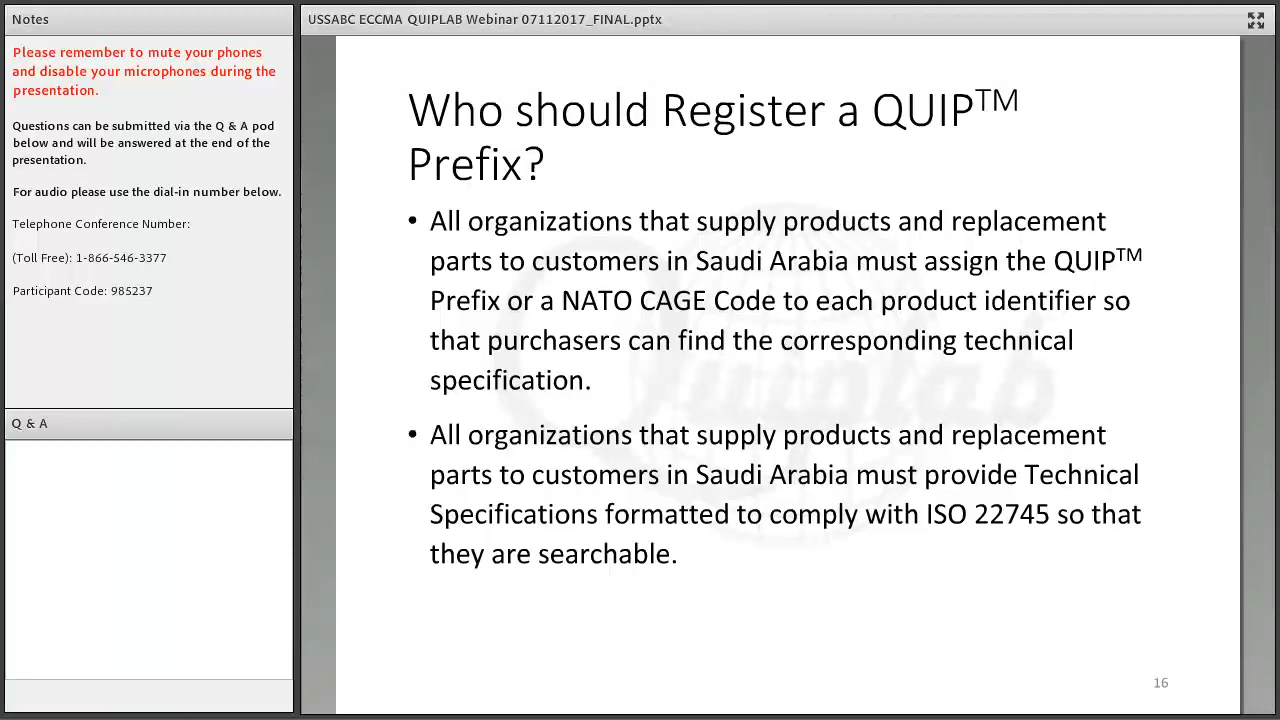 Notes
Please remember to mute your phones
and disable your microphones during the
presentation.
Questions can be submitted via the Q & A pod
below and will be answered at the end of the
presentation.
For audio please use the dial-in number below.
Telephone Conference Number:
(Toll Free): 1-866-546-3377
Participant Code: 985237
Q & A
USSABC ECCMA QUIPLAB Webinar 07112017_FINAL.pptx
Who should Register a QUIP™
Prefix?
• All organizations that supply products and replacement
parts to customers in Saudi Arabia must assign the QUIP™
Prefix or a NATO CAGE Code to each product identifier so
that purchasers can find the corresponding technical
specification.
• All organizations that supply products and replacement
parts to customers in Saudi Arabia must provide Technical
Specifications formatted to comply with ISO 22745 so that
they are searchable.
Quiplab
16